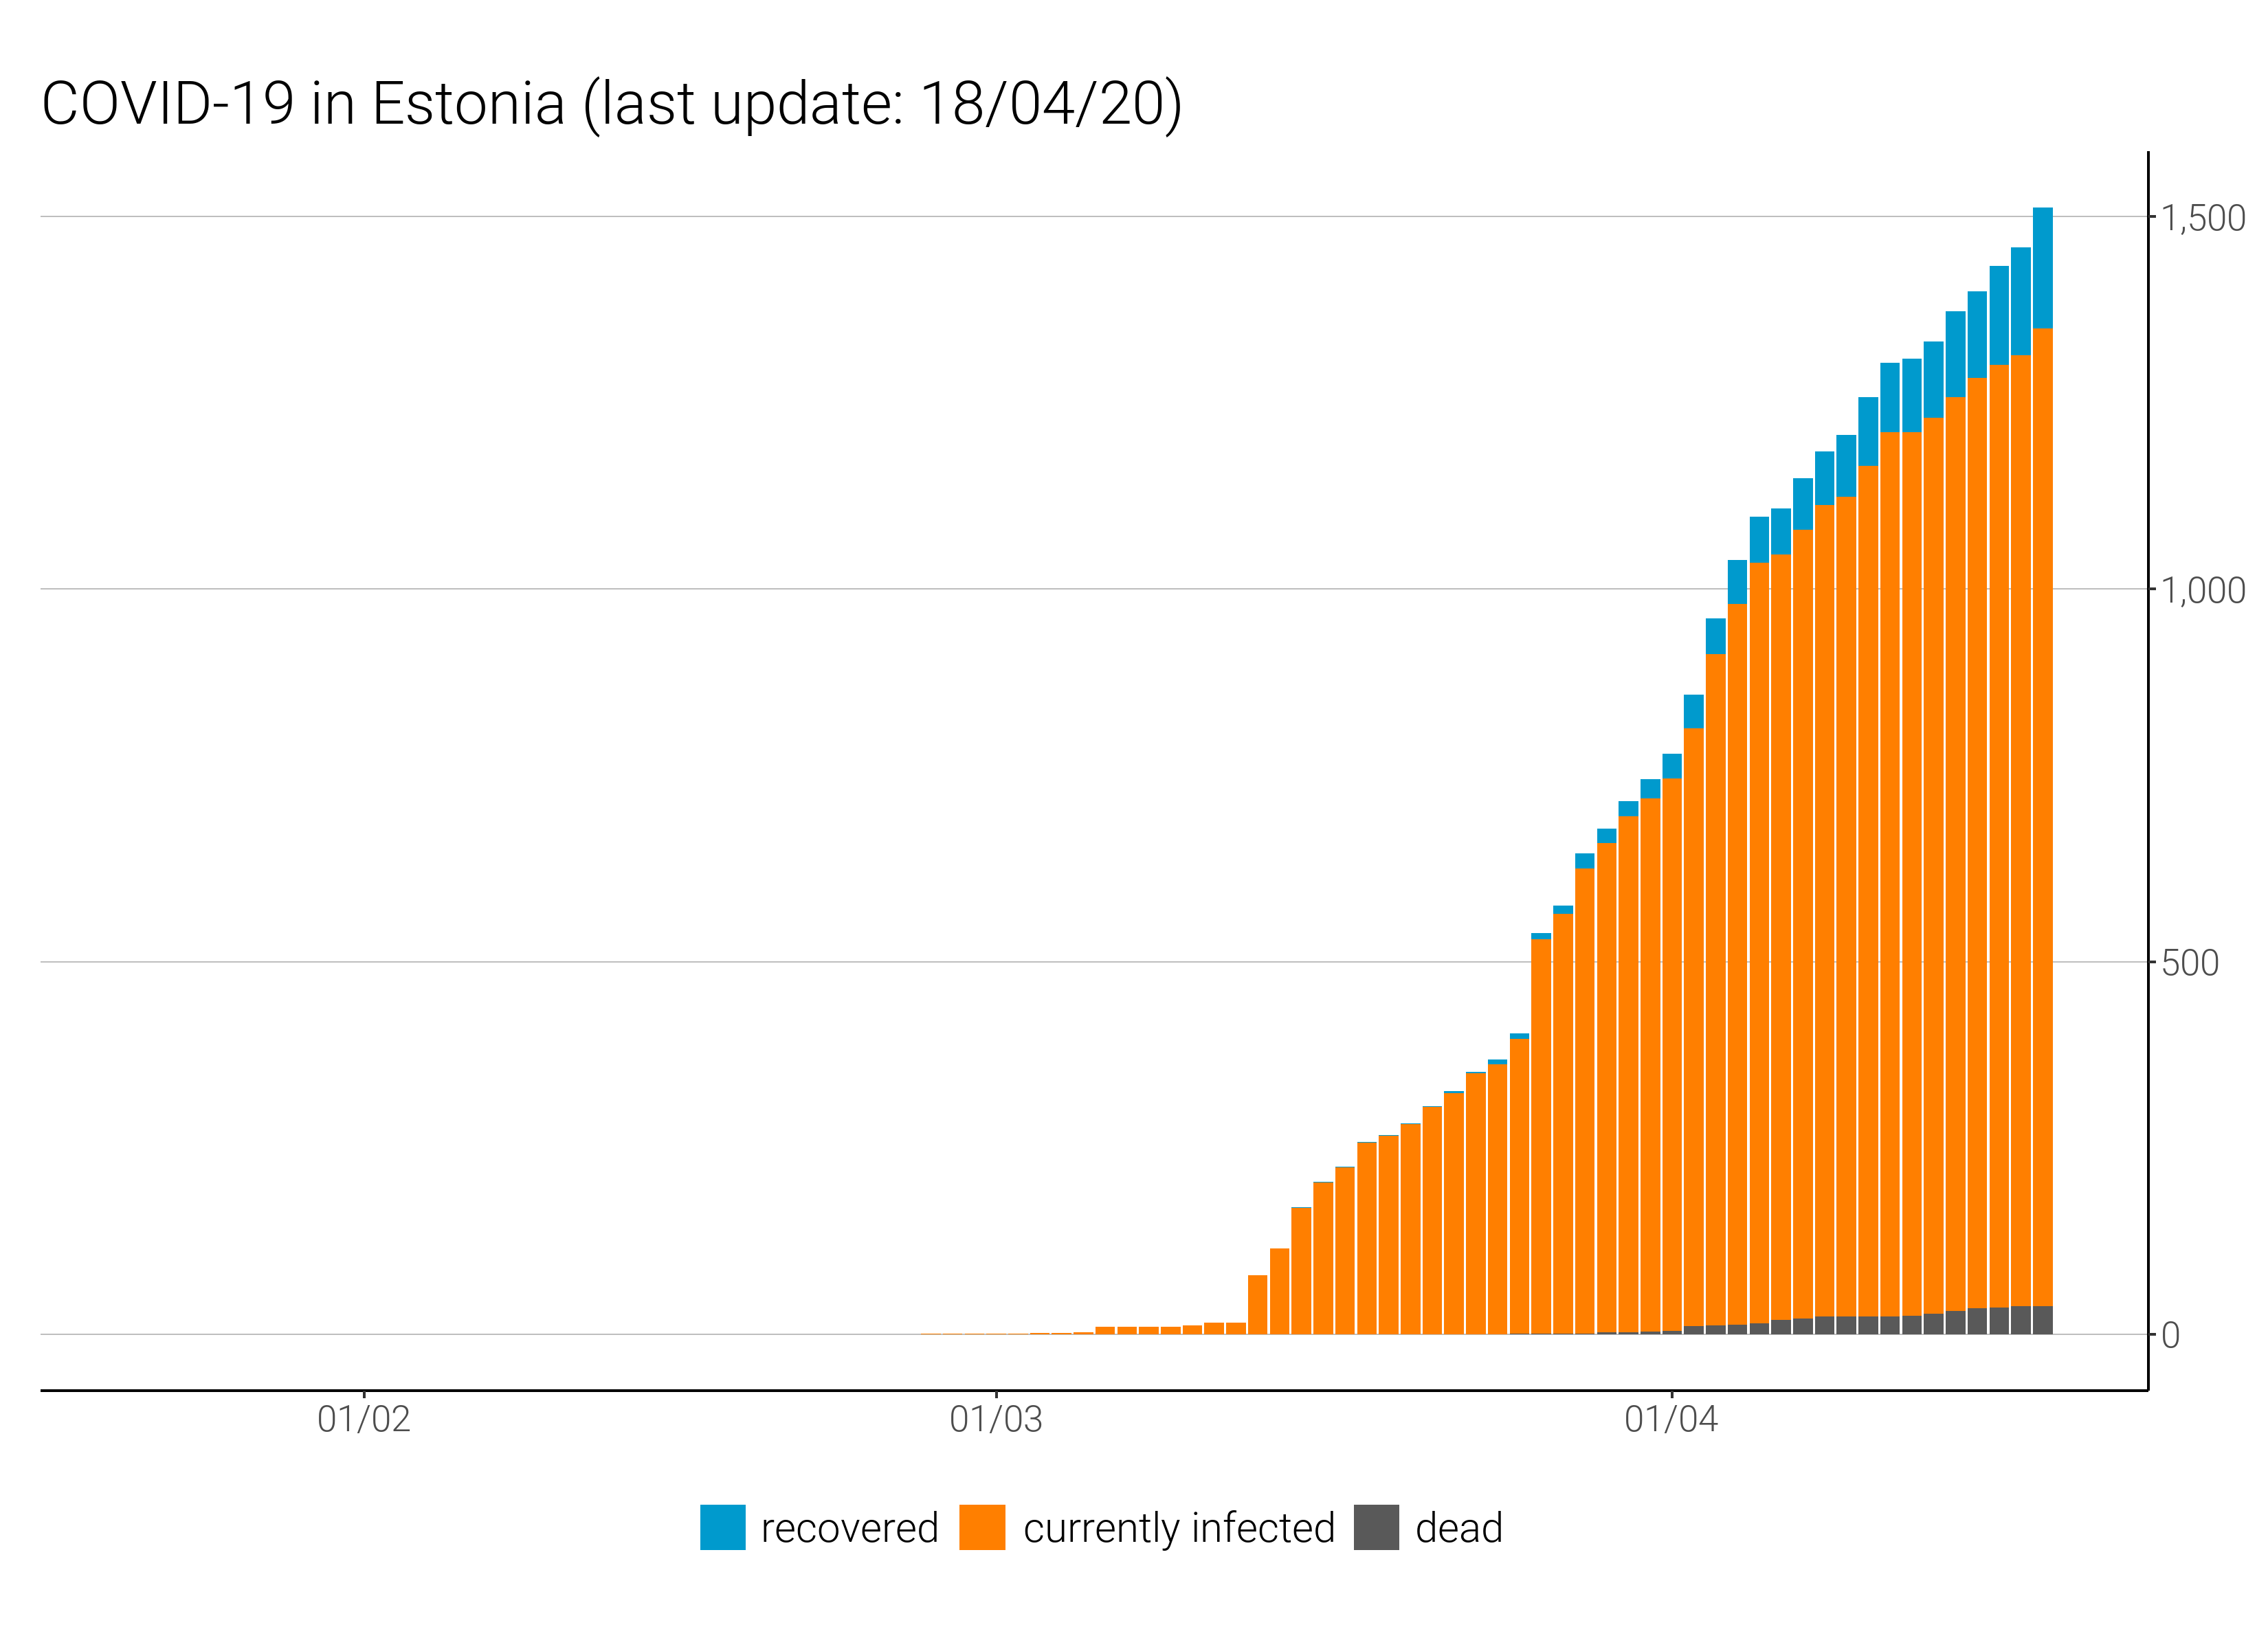 COVID-19 in Estonia (last update: 18/04/20)
1,500
1,000
500
0
01/02 01/03 01/04
recovered currently infected dead